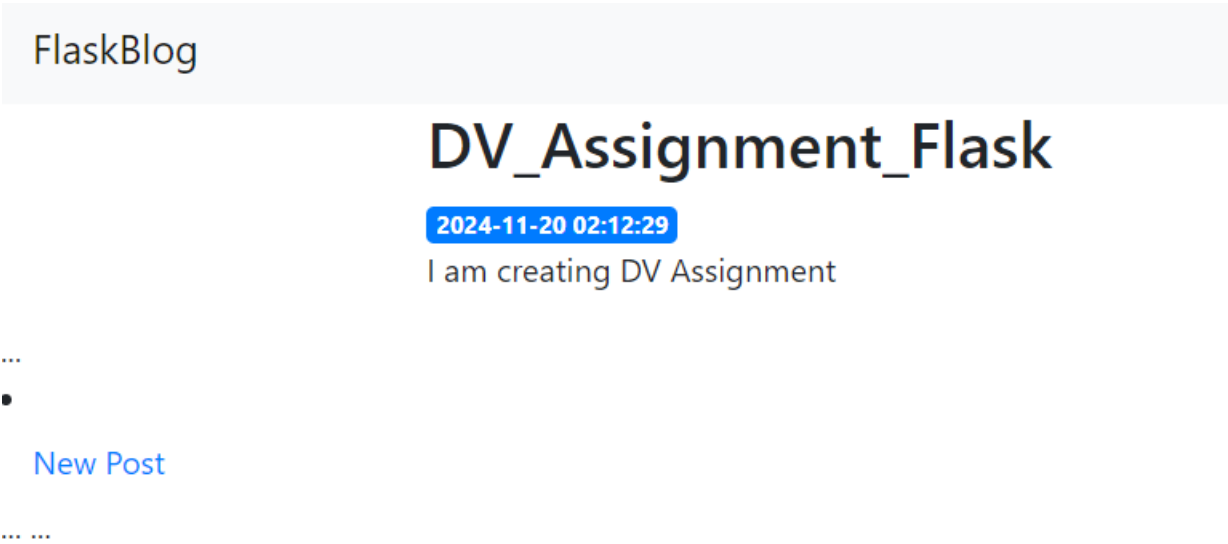 FlaskBlog
DV_Assignment_Flask
2024-11-20 02:12:29
I am creating DV Assignment
...
•
New Post
... ...